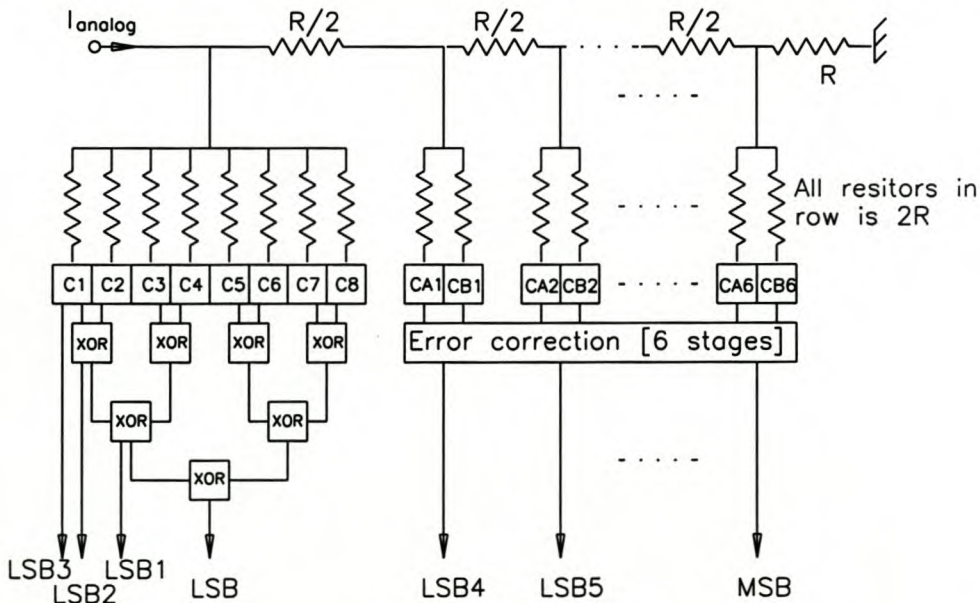 I analog
R/2
R/2
R/2
R
All resitors in
row is 2R
C1 C2 C3 C4 C5 C6 C7 C8
CA1 CB1
CA2 CB2
CA6 CB6
XOR XOR XOR XOR
Error correction [6 stages]
XOR XOR
XOR
LSB3
LSB2
LSB1
LSB
LSB4
LSB5
MSB